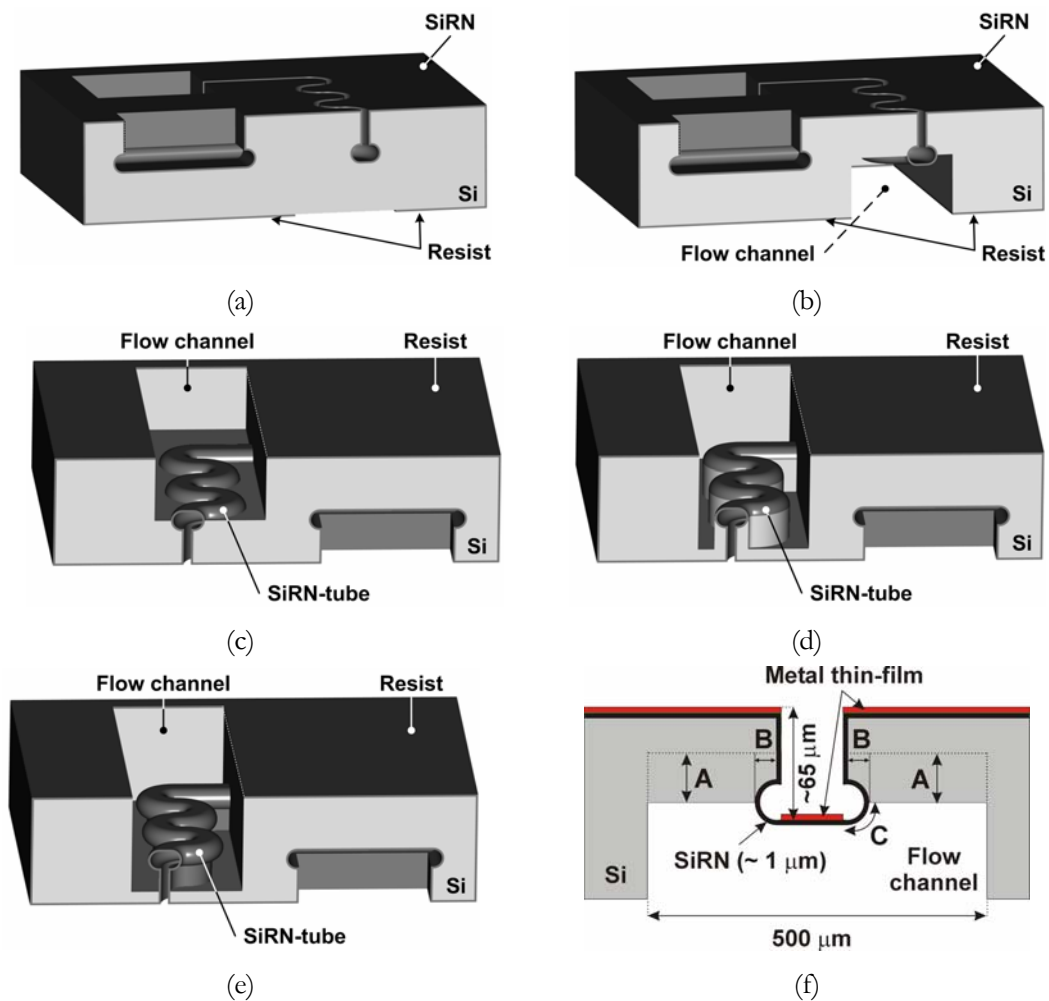 SiRN
Si
Resist
(a)
SiRN
Si
Flow channel
Resist
(b)
Flow channel
Resist
Si
SiRN-tube
(c)
Flow channel
Resist
Si
SiRN-tube
(d)
Flow channel
Resist
Si
SiRN-tube
(e)
Metal thin-film
B
B
A
~65 μm
A
C
SiRN (~ 1 μm)
Si
Flow
channel
500 μm
(f)